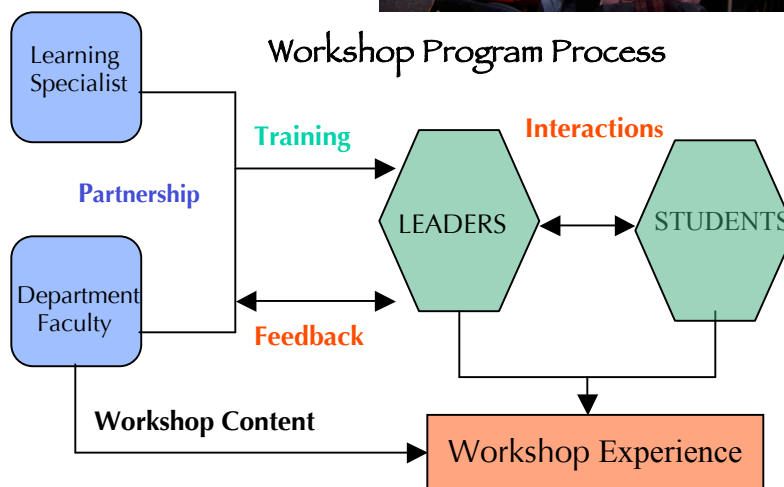 Workshop Program Process
Learning
Specialist
Training
Interactions
Partnership
LEADERS
STUDENTS
Department
Faculty
Feedback
Workshop Content
Workshop Experience